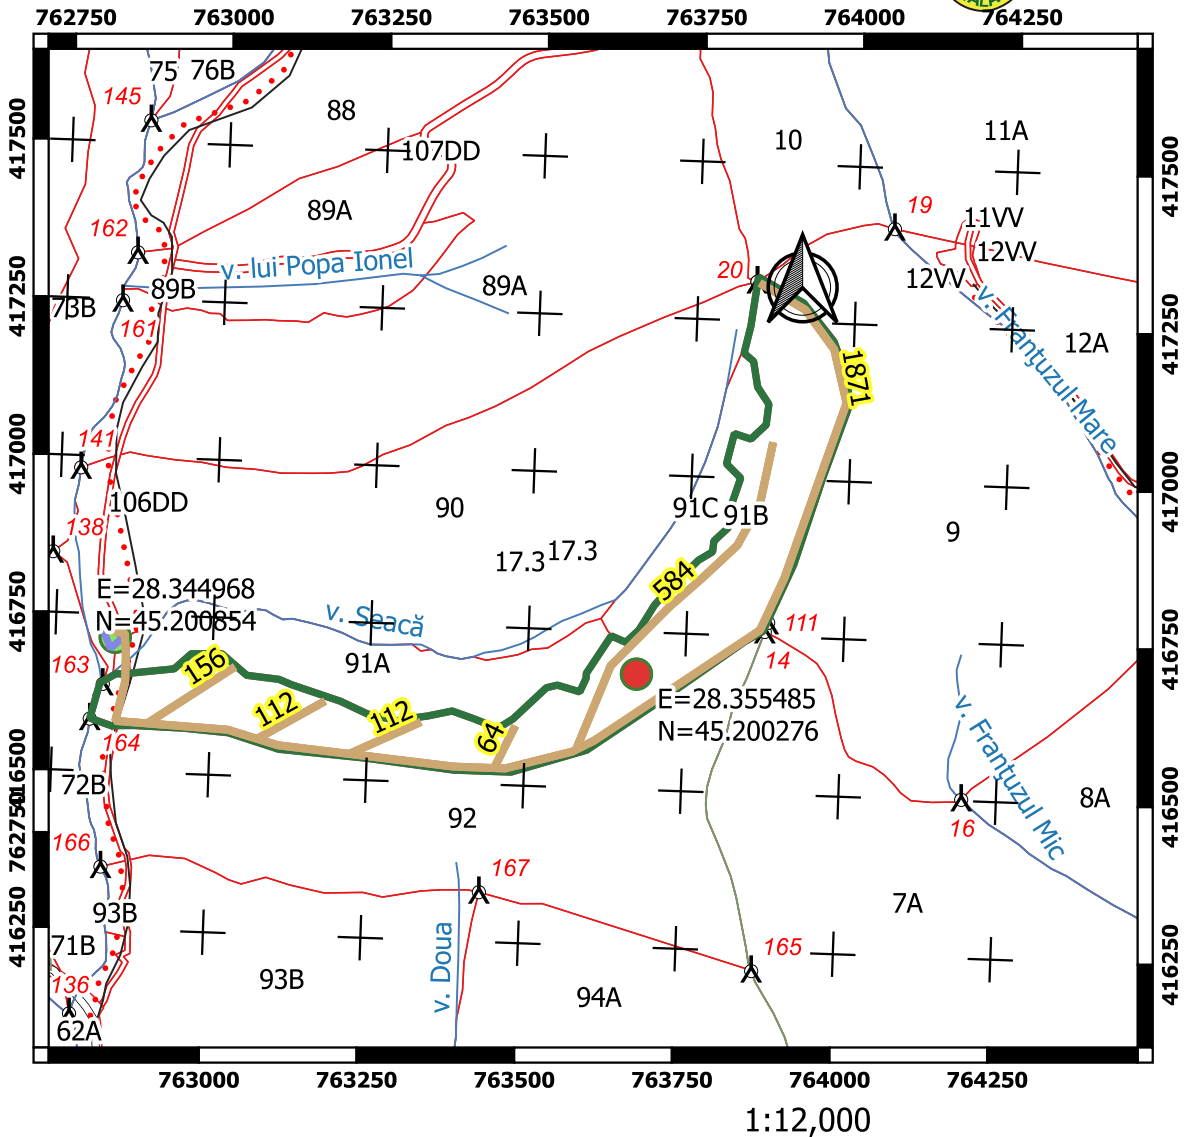 762750 763000 763250 763500 763750 764000 764250
75 76B
145
88
107DD
10
11A
417500
417500
89A
162
19
11VV
12VV
v. lui Popa Ionel
20
12VV
89B
89A
73B
161
417250
417250
v. Franţuzul Mare
12A
1871
141
417000
417000
106DD
90
91C
91B
138
9
17.3
17.3
E=28.344968
N=45.200854
584
416750
416750
v. Seacă
111
14
163
156
91A
112
112
64
E=28.355485
N=45.200276
v. Franţuzul Mic
164
416500
416500
72B
92
8A
16
762750
166
167
7A
93B
416250
416250
71B
v. Doua
165
93B
136
94A
62A
763000 763250 763500 763750 764000 764250
1:12,000